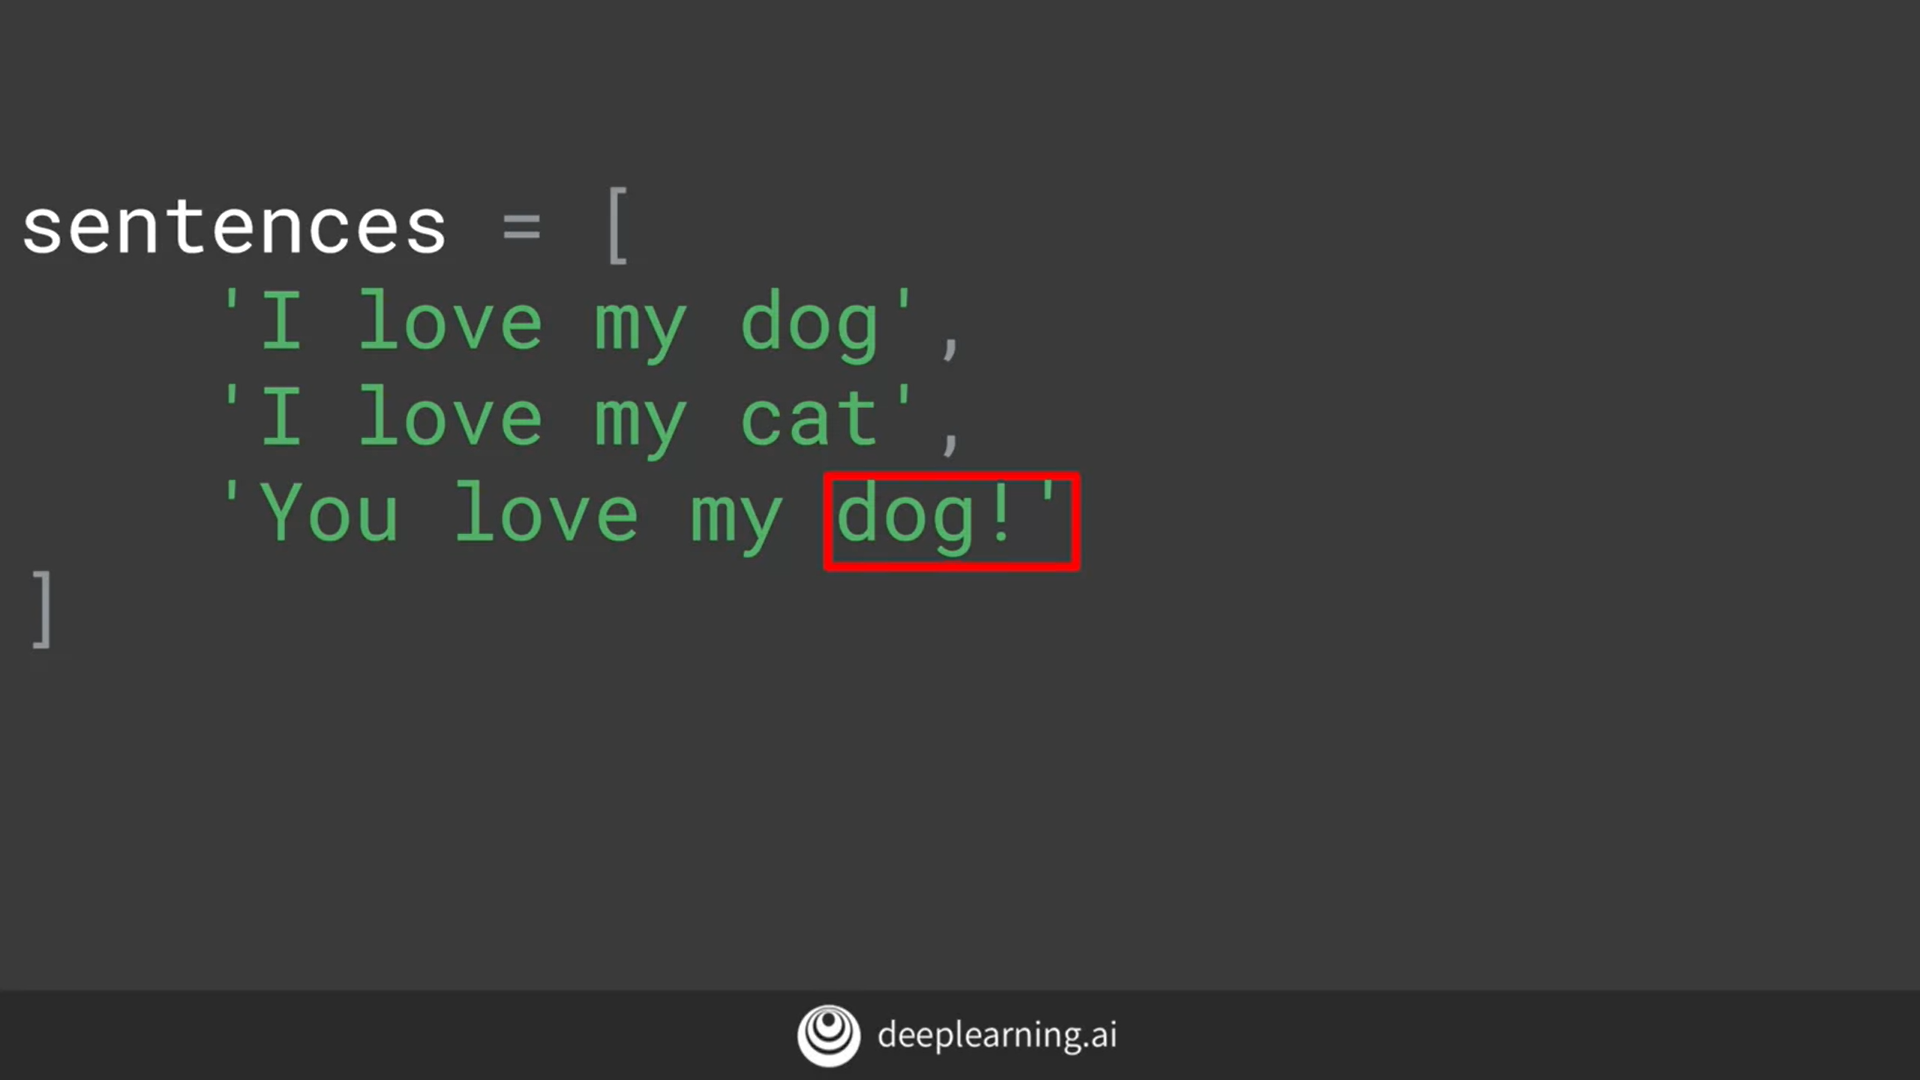 sentences = [
'I love my dog',
'I love my cat',
'You love my dog!'
]
deeplearning.ai